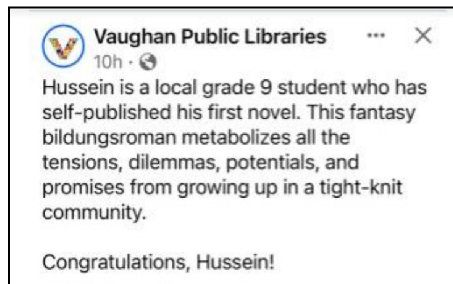 Vaughan Public Libraries
10h
Hussein is a local grade 9 student who has
self-published his first novel. This fantasy
bildungsroman metabolizes all the
tensions, dilemmas, potentials, and
promises from growing up in a tight-knit
community.
Congratulations, Hussein!